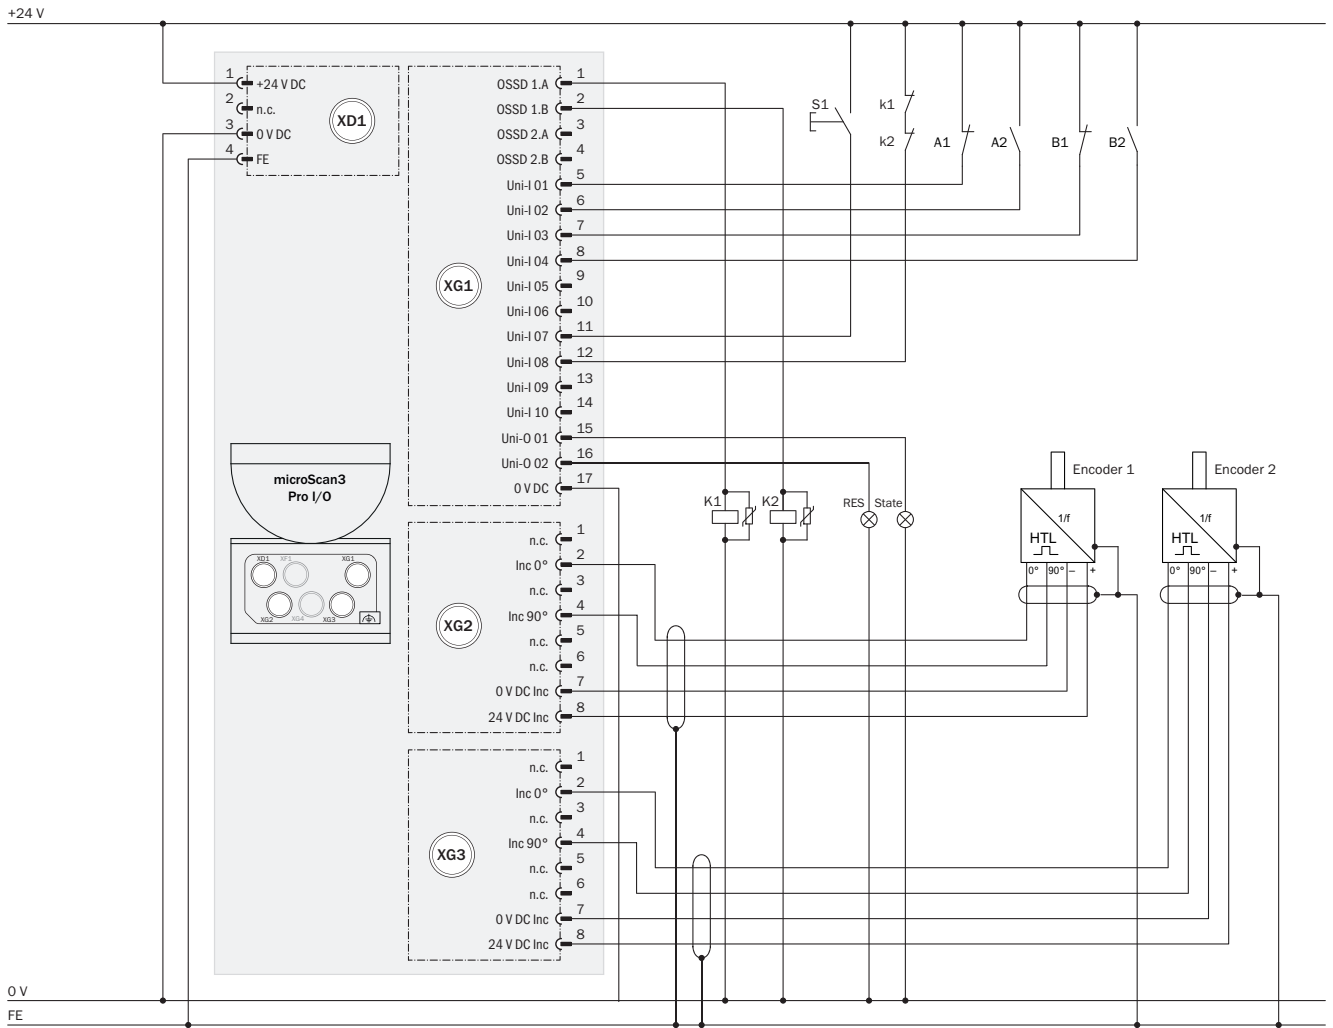 +24 V
1 +24 V DC
2 n.c.
3 0 V DC
4 FE
XD1
XG1
OSSD 1.A 1
OSSD 1.B 2
OSSD 2.A 3
OSSD 2.B 4
Uni-I 01 5
Uni-I 02 6
Uni-I 03 7
Uni-I 04 8
Uni-I 05 9
Uni-I 06 10
Uni-I 07 11
Uni-I 08 12
Uni-I 09 13
Uni-I 10 14
Uni-O 01 15
Uni-O 02 16
0 V DC 17
S1
k1
k2
A1
A2
B1
B2
microScan3
Pro I/O
XD1 XF1 XG1
XG2 XG4 XG3
K1
K2
RES State
Encoder 1
1/f
HTL
0° 90° – +
Encoder 2
1/f
HTL
0° 90° – +
XG2
n.c. 1
Inc 0° 2
n.c. 3
Inc 90° 4
n.c. 5
n.c. 6
0 V DC Inc 7
24 V DC Inc 8
XG3
n.c. 1
Inc 0° 2
n.c. 3
Inc 90° 4
n.c. 5
n.c. 6
0 V DC Inc 7
24 V DC Inc 8
0 V
FE